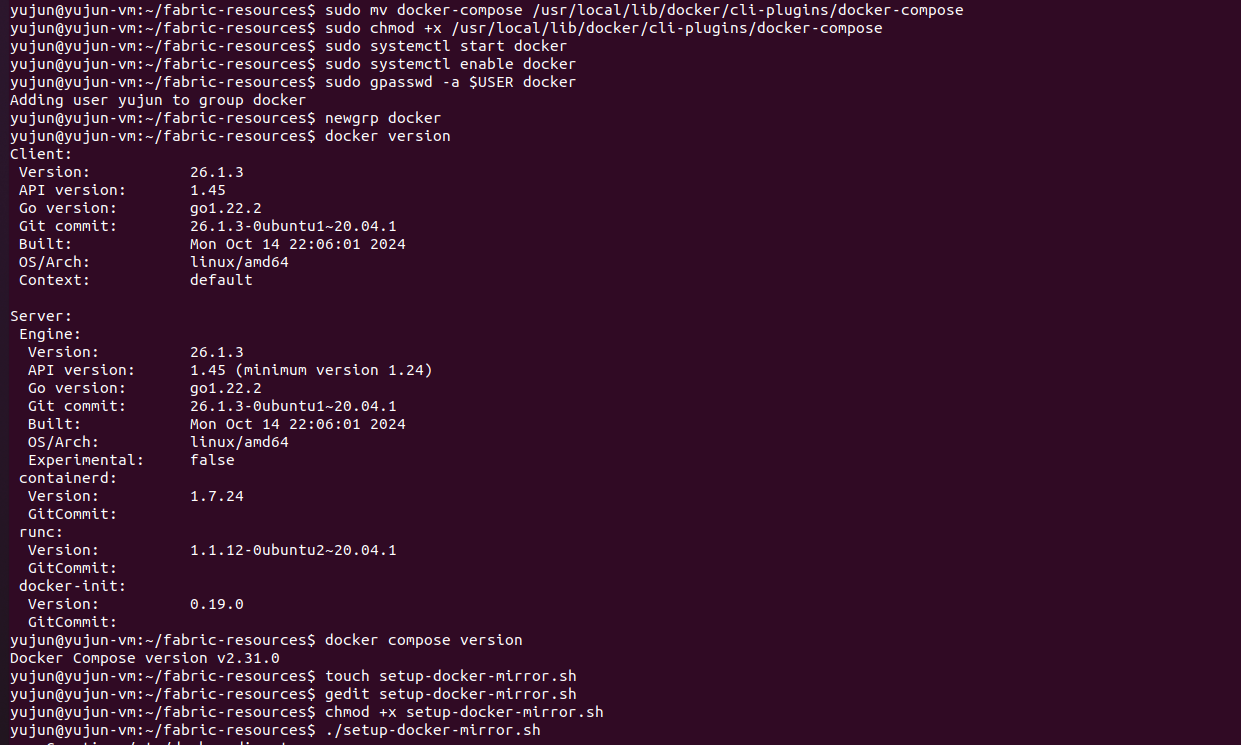 yujun@yujun-vm:~/fabric-resources$ sudo mv docker-compose /usr/local/lib/docker/cli-plugins/docker-compose
yujun@yujun-vm:~/fabric-resources$ sudo chmod +x /usr/local/lib/docker/cli-plugins/docker-compose
yujun@yujun-vm:~/fabric-resources$ sudo systemctl start docker
yujun@yujun-vm:~/fabric-resources$ sudo systemctl enable docker
yujun@yujun-vm:~/fabric-resources$ sudo gpasswd -a $USER docker
Adding user yujun to group docker
yujun@yujun-vm:~/fabric-resources$ newgrp docker
yujun@yujun-vm:~/fabric-resources$ docker version
Client:
 Version:           26.1.3
 API version:       1.45
 Go version:        go1.22.2
 Git commit:        26.1.3-0ubuntu1~20.04.1
 Built:             Mon Oct 14 22:06:01 2024
 OS/Arch:           linux/amd64
 Context:           default

Server:
 Engine:
  Version:          26.1.3
  API version:      1.45 (minimum version 1.24)
  Go version:       go1.22.2
  Git commit:       26.1.3-0ubuntu1~20.04.1
  Built:            Mon Oct 14 22:06:01 2024
  OS/Arch:          linux/amd64
  Experimental:     false
 containerd:
  Version:          1.7.24
  GitCommit:
 runc:
  Version:          1.1.12-0ubuntu2~20.04.1
  GitCommit:
 docker-init:
  Version:          0.19.0
  GitCommit:
yujun@yujun-vm:~/fabric-resources$ docker compose version
Docker Compose version v2.31.0
yujun@yujun-vm:~/fabric-resources$ touch setup-docker-mirror.sh
yujun@yujun-vm:~/fabric-resources$ gedit setup-docker-mirror.sh
yujun@yujun-vm:~/fabric-resources$ chmod +x setup-docker-mirror.sh
yujun@yujun-vm:~/fabric-resources$ ./setup-docker-mirror.sh